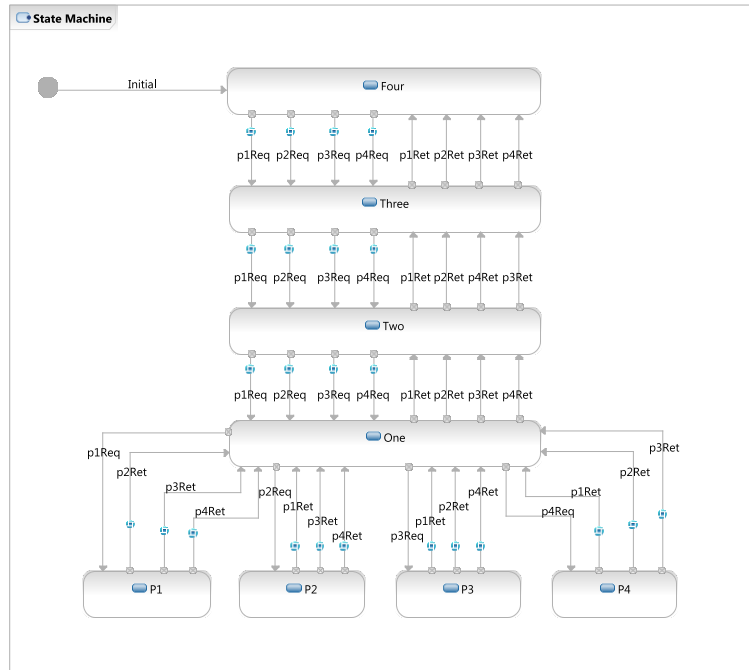 State Machine
Initial
Four
p1Req p2Req p3Req p4Req p1Ret p2Ret p3Ret p4Ret
Three
p1Req p2Req p3Req p4Req p1Ret p2Ret p4Ret p3Ret
Two
p1Req p2Req p3Req p4Req p1Ret p2Ret p3Ret p4Ret
One
p1Req
p3Ret
p2Ret
p2Ret
p3Ret
p2Req
p4Ret
p1Ret
p1Ret
p2Ret
p4Ret
p4Req
p3Ret
p1Ret
p4Ret
p3Req
P1 P2 P3 P4